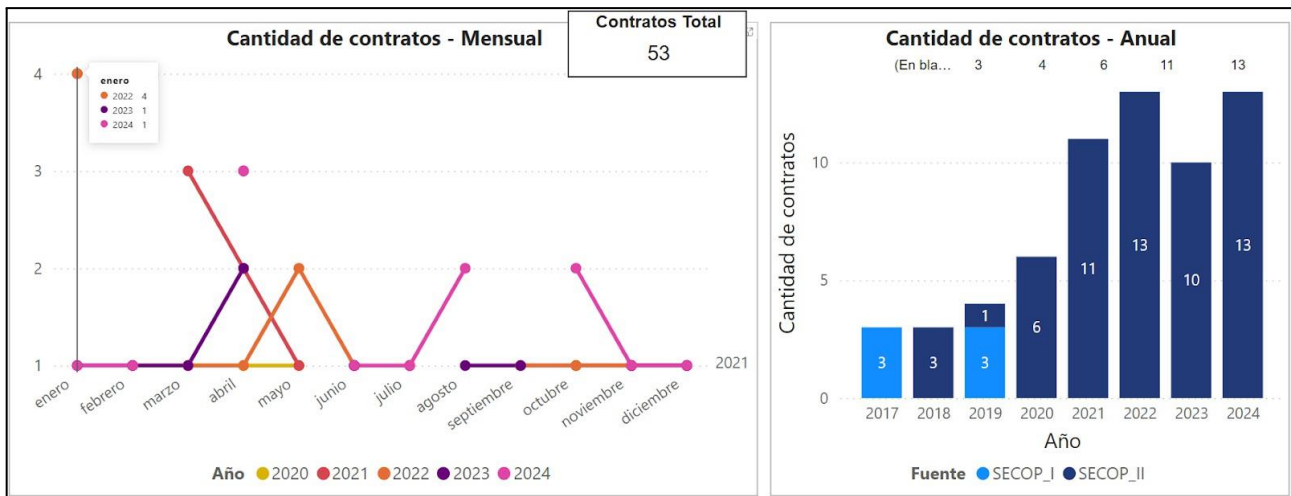 Cantidad de contratos - Mensual
Contratos Total
53
4
3
2
1
enero
2022 4
2023 1
2024 1
2021
enero
febrero
marzo
abril
mayo
junio
julio
agosto
septiembre
octubre
noviembre
diciembre
Año 2020 2021 2022 2023 2024
Cantidad de contratos - Anual
(En bla... 3 4 6 11 13
Cantidad de contratos
10
5
0
3
3
1
3
6
11
13
10
13
2017 2018 2019 2020 2021 2022 2023 2024
Año
Fuente SECOP_I SECOP_II